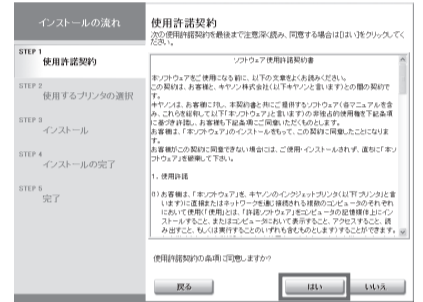 インストールの流れ
STEP 1
使用許諾契約
STEP 2
使用するプリンタの選択
STEP 3
インストール
STEP 4
インストールの完了
STEP 5
完了
使用許諾契約
次の使用許諾契約を最後まで注意深く読み、同意する場合は[はい]をクリックしてください。
ソフトウェア使用許諾契約書
本ソフトウェアをご使用になる前に、以下の文章をよくお読みください。
この契約は、お客様と、キヤノン株式会社(以下キヤノンと言います)との間の契約です。
キヤノンは、お客様に対し、本契約書と共にご提供するソフトウェア(各マニュアルを含み、これらを総称して以下「本ソフトウェア」と言います)の非独占的使用権を下記条項に基づき許諾し、お客様も下記条項にご同意いただくものとします。
お客様は、「本ソフトウェア」のインストールをもって、この契約に同意したことになります。
お客様がこの契約に同意できない場合には、ご使用・インストールされず、直ちに「本ソフトウェア」を破棄して下さい。
1. 使用許諾
(1) お客様は、「本ソフトウェア」を、キヤノンのインクジェットプリンタ(以下「プリンタ」と言います)に直接またはネットワークを通じ接続される複数のコンピュータのそれぞれにおいて使用(「使用」とは、「許諾ソフトウェア」をコンピュータの記憶媒体上にインストールすること、またはコンピュータにおいて表示すること、アクセスすること、読み出すこと、もしくは実行することのいずれも含むものとします)することができます。
使用許諾契約の条項に同意しますか?
戻る
はい
いいえ